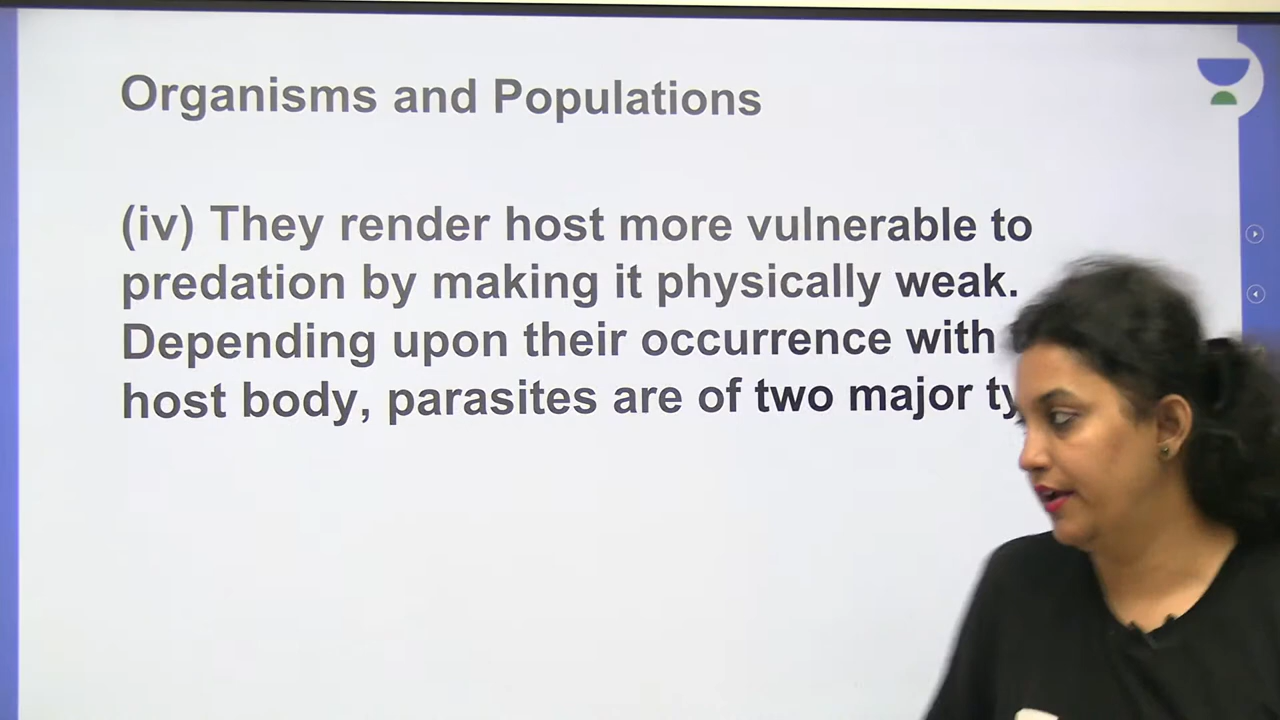 Organisms and Populations
(iv) They render host more vulnerable to
predation by making it physically weak.
Depending upon their occurrence with
host body, parasites are of two major